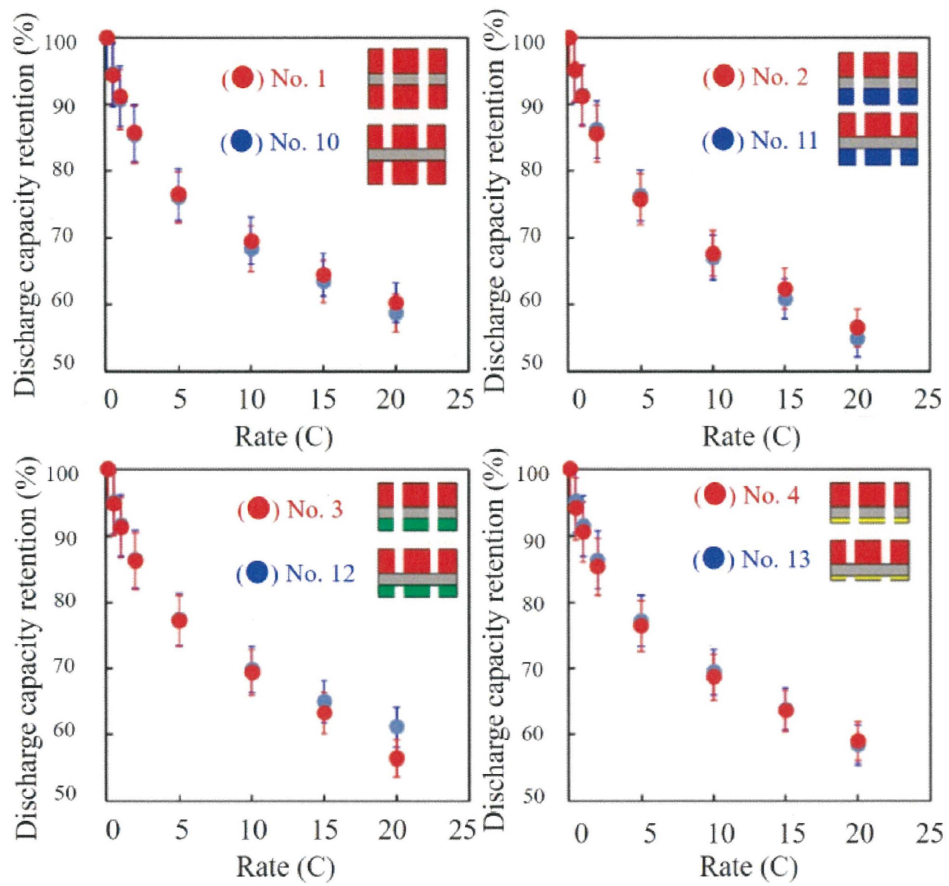 Discharge capacity retention (%)
100
90
80
70
60
50
( ) No. 1
( ) No. 10
0 5 10 15 20 25
Rate (C)
Discharge capacity retention (%)
100
90
80
70
60
50
( ) No. 2
( ) No. 11
0 5 10 15 20 25
Rate (C)
Discharge capacity retention (%)
100
90
80
70
60
50
( ) No. 3
( ) No. 12
0 5 10 15 20 25
Rate (C)
Discharge capacity retention (%)
100
90
80
70
60
50
( ) No. 4
( ) No. 13
0 5 10 15 20 25
Rate (C)